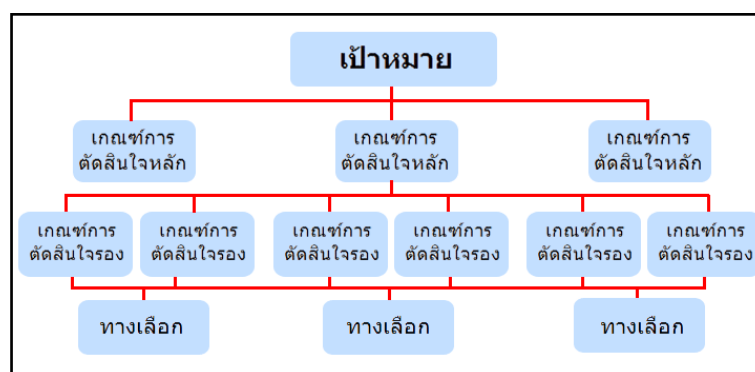 เป้าหมาย
เกณฑ์การ
ตัดสินใจหลัก
เกณฑ์การ
ตัดสินใจหลัก
เกณฑ์การ
ตัดสินใจหลัก
เกณฑ์การ
ตัดสินใจรอง
เกณฑ์การ
ตัดสินใจรอง
เกณฑ์การ
ตัดสินใจรอง
เกณฑ์การ
ตัดสินใจรอง
เกณฑ์การ
ตัดสินใจรอง
เกณฑ์การ
ตัดสินใจรอง
ทางเลือก
ทางเลือก
ทางเลือก